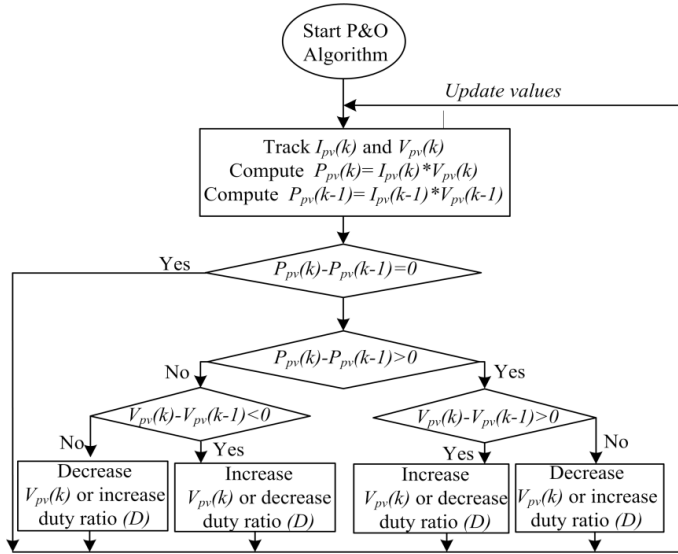 Start P&O
Algorithm
Update values
Track Ipv(k) and Vpv(k)
Compute Ppv(k)= Ipv(k)*Vpv(k)
Compute Ppv(k-1)= Ipv(k-1)*Vpv(k-1)
Yes
Ppv(k)-Ppv(k-1)=0
Ppv(k)-Ppv(k-1)>0
No
Yes
Vpv(k)-Vpv(k-1)<0
Vpv(k)-Vpv(k-1)>0
No
Yes
Yes
No
Decrease
Vpv(k) or increase
duty ratio (D)
Increase
Vpv(k) or decrease
duty ratio (D)
Increase
Vpv(k) or decrease
duty ratio (D)
Decrease
Vpv(k) or increase
duty ratio (D)